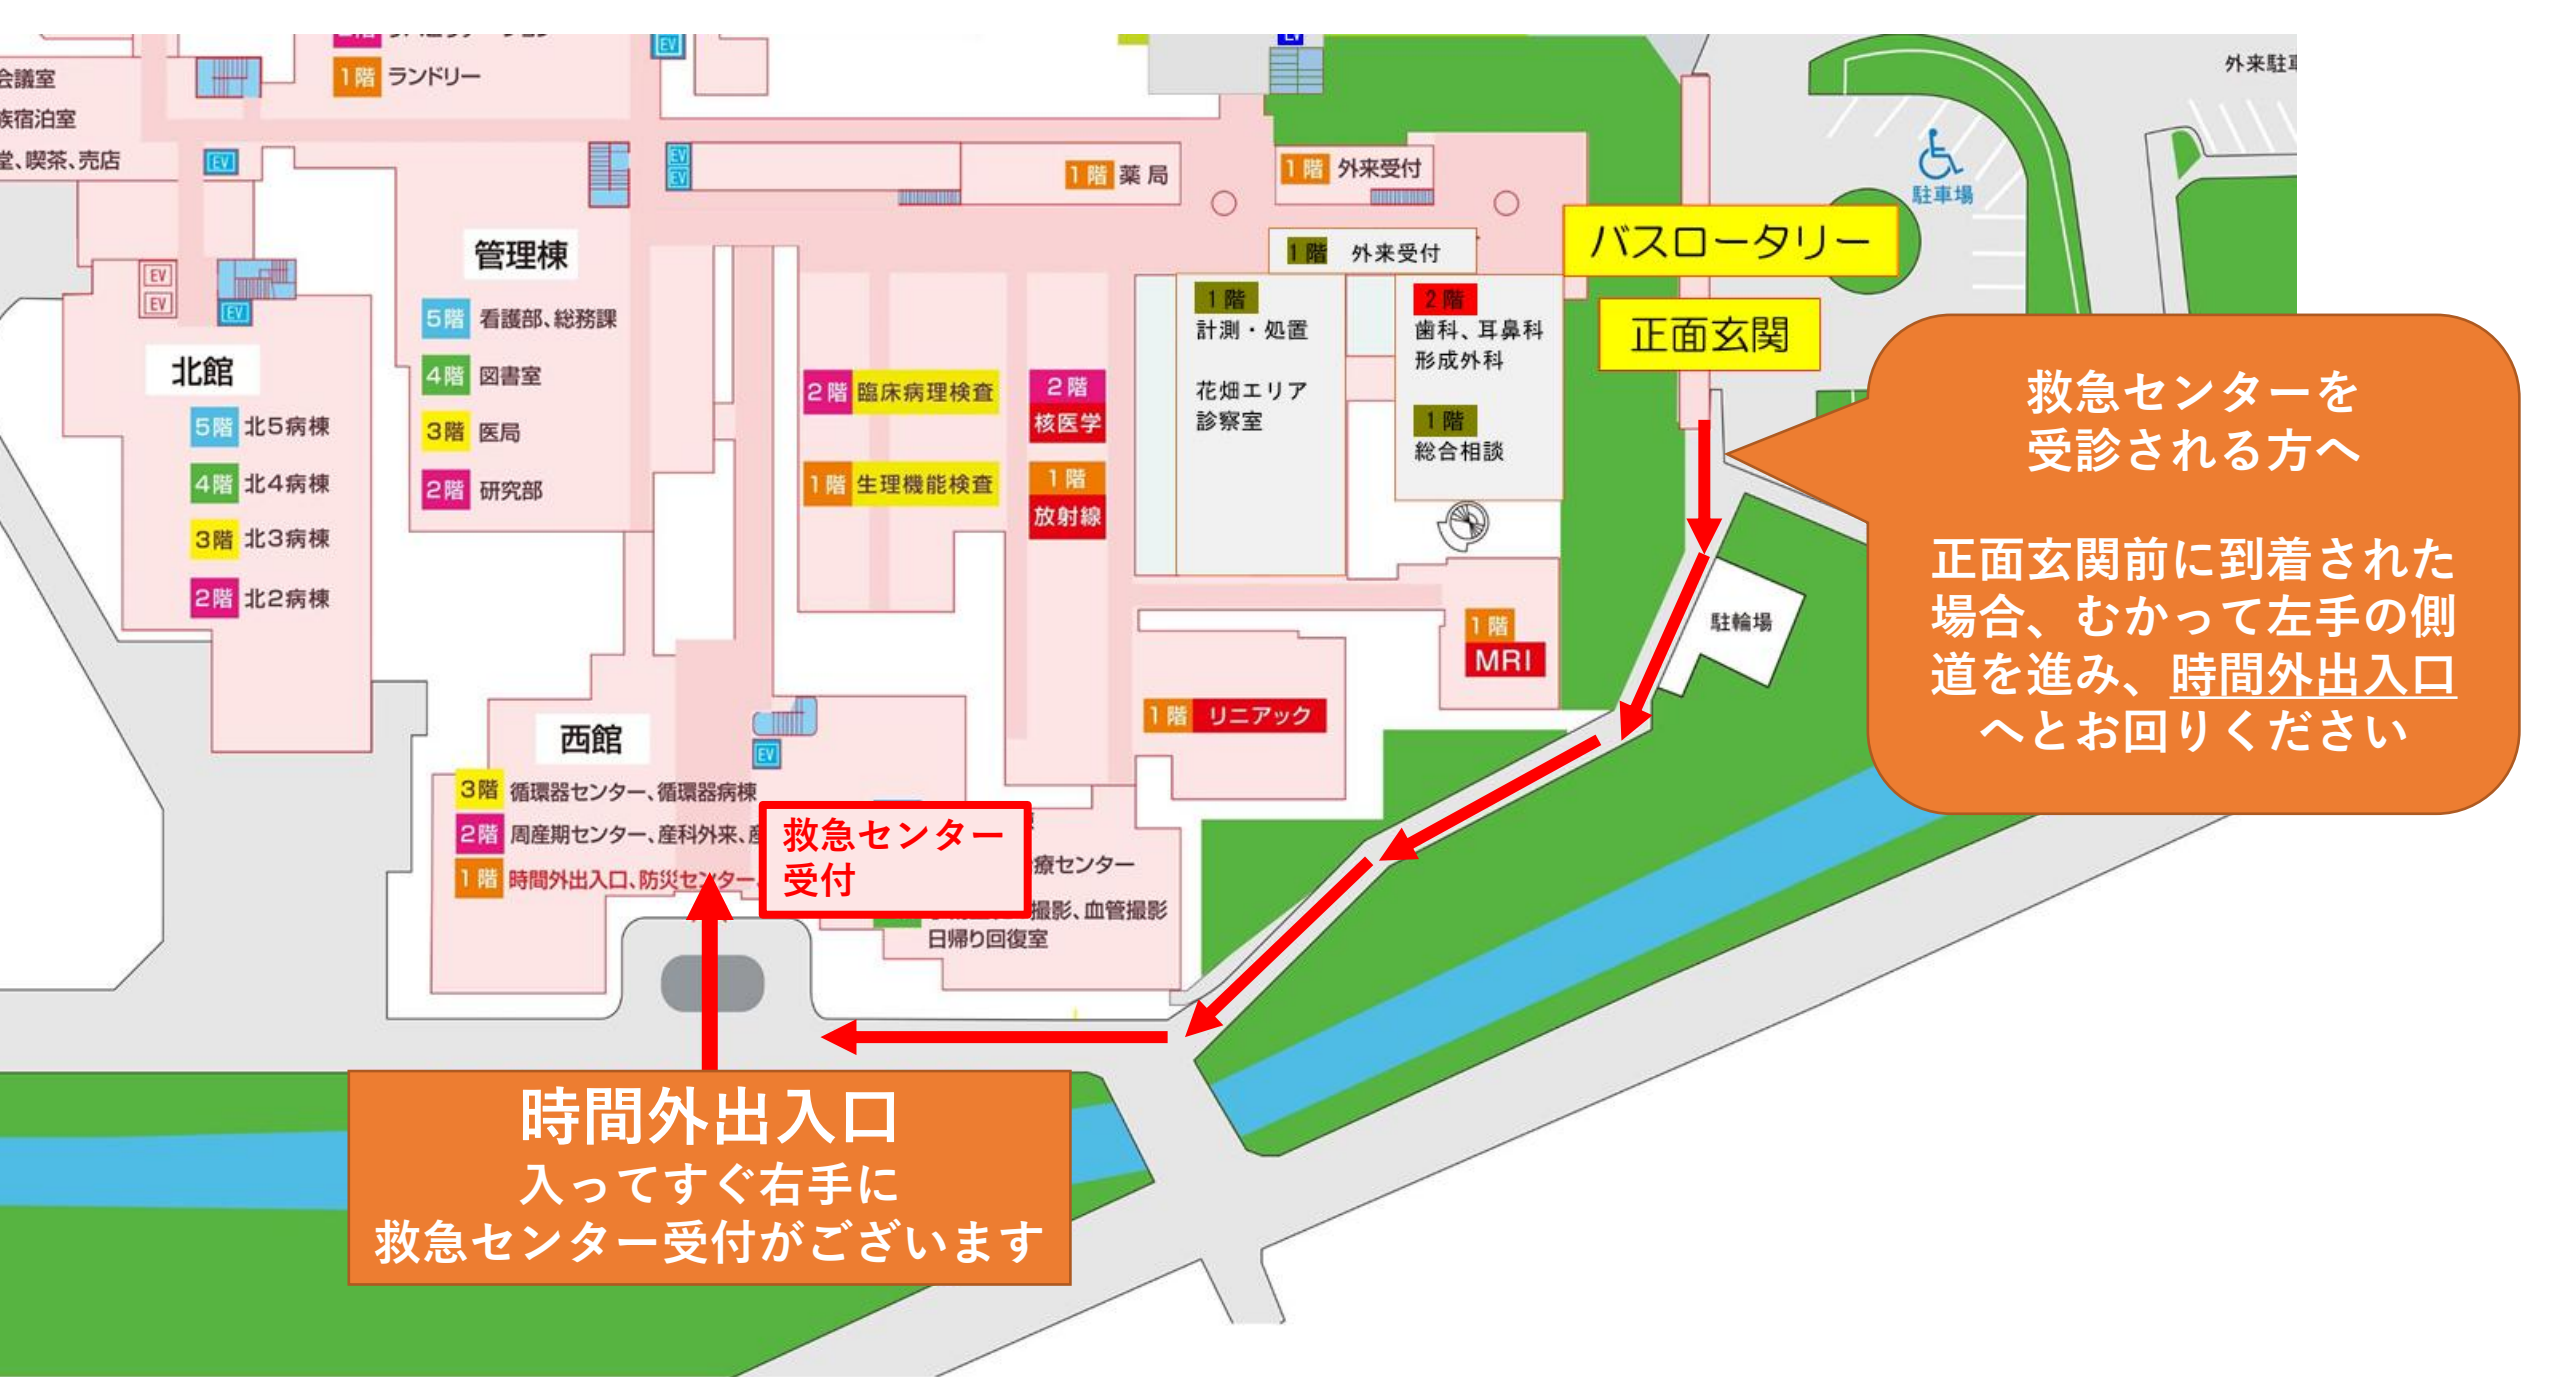 1階 ランドリー
会議室
族宿泊室
堂、喫茶、売店
EV
EV
EV
EV
EV
1階 薬局
1階 外来受付
1階 外来受付
外来駐車
駐車場
バスロータリー
正面玄関
管理棟
5階 看護部、総務課
4階 図書室
3階 医局
2階 研究部
EV
EV
EV
北館
5階 北5病棟
4階 北4病棟
3階 北3病棟
2階 北2病棟
2階 臨床病理検査
1階 生理機能検査
2階
核医学
1階
放射線
1階
計測・処置
花畑エリア
診察室
2階
歯科、耳鼻科
形成外科
1階
総合相談
1階
MRI
1階 リニアック
駐輪場
救急センターを
受診される方へ
正面玄関前に到着された
場合、むかって左手の側
道を進み、時間外出入口
へとお回りください
西館
EV
3階 循環器センター、循環器病棟
2階 周産期センター、産科外来、産
1階 時間外出入口、防災センター、
救急センター
受付
療センター
撮影、血管撮影
日帰り回復室
時間外出入口
入ってすぐ右手に
救急センター受付がございます